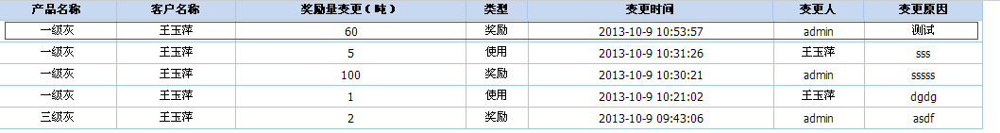 产品名称 客户名称 奖励量变更（吨） 类型 变更时间 变更人 变更原因
一级灰 王玉萍 60 奖励 2013-10-9 10:53:57 admin 测试
一级灰 王玉萍 5 使用 2013-10-9 10:31:26 王玉萍 sss
一级灰 王玉萍 100 奖励 2013-10-9 10:30:21 admin sssss
一级灰 王玉萍 1 使用 2013-10-9 10:21:02 王玉萍 dgdg
三级灰 王玉萍 2 奖励 2013-10-9 09:43:06 admin asdf